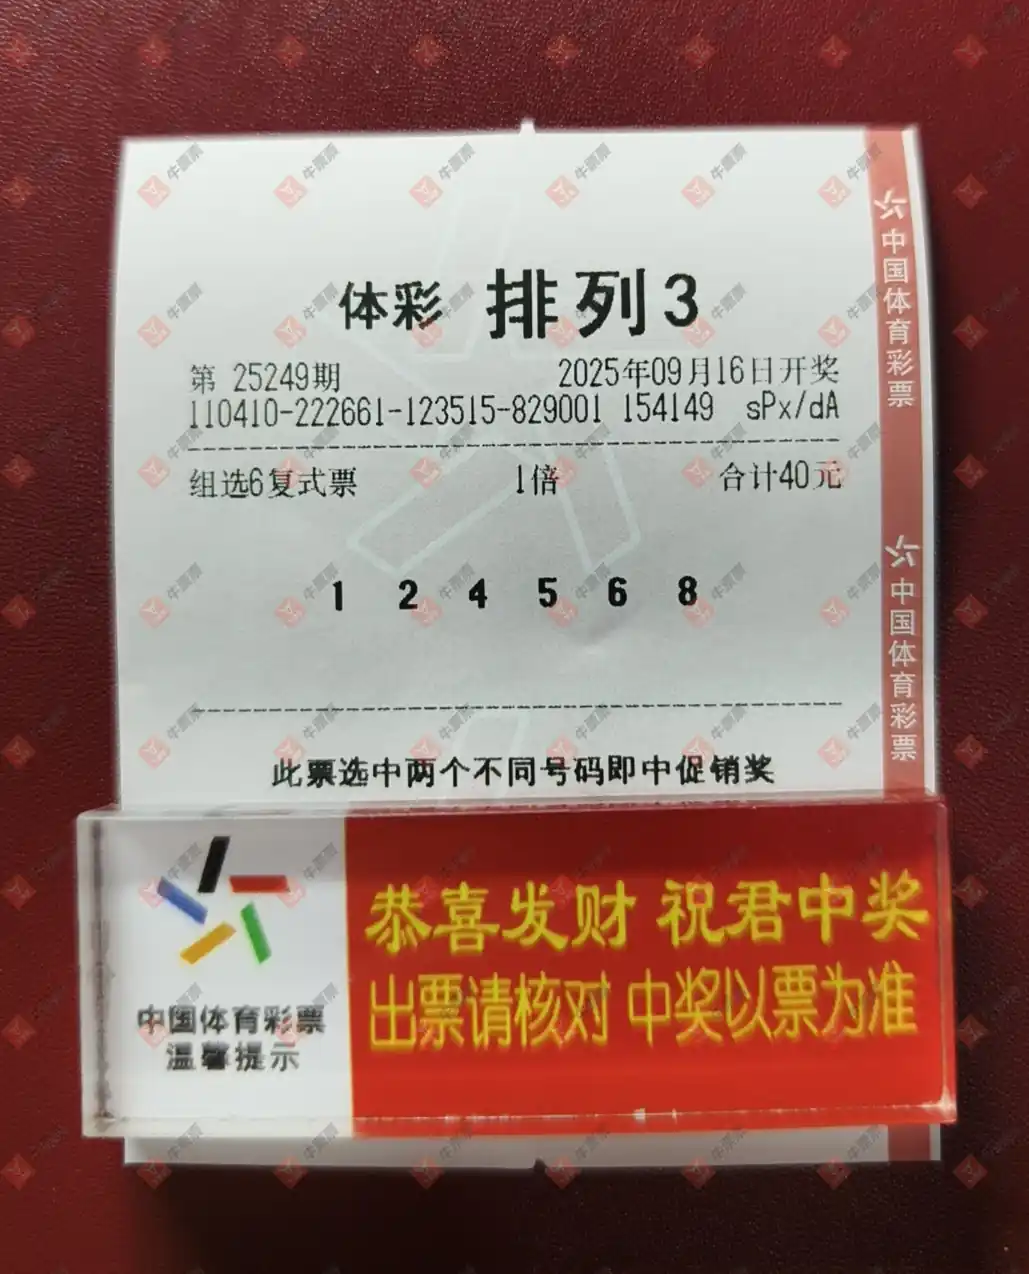 体彩 排列3
第 25249期 2025年09月16日开奖
110410-222661-123515-829001 154149 sPx/dA
组选6复式票 1倍 合计40元
1 2 4 5 6 8
此票选中两个不同号码即中促销奖
中国体育彩票
中国体育彩票
中国体育彩票
温馨提示
恭喜发财 祝君中奖
出票请核对 中奖以票为准
牛票票